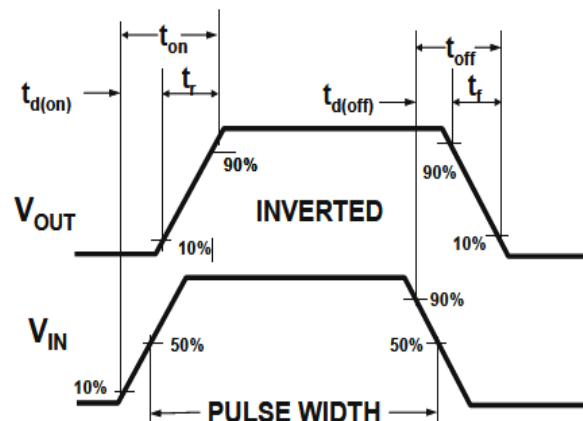 ton
toff
tr
tf
td(on)
td(off)
90%
90%
VOUT
INVERTED
10%
10%
90%
VIN
50%
50%
10%
PULSE WIDTH